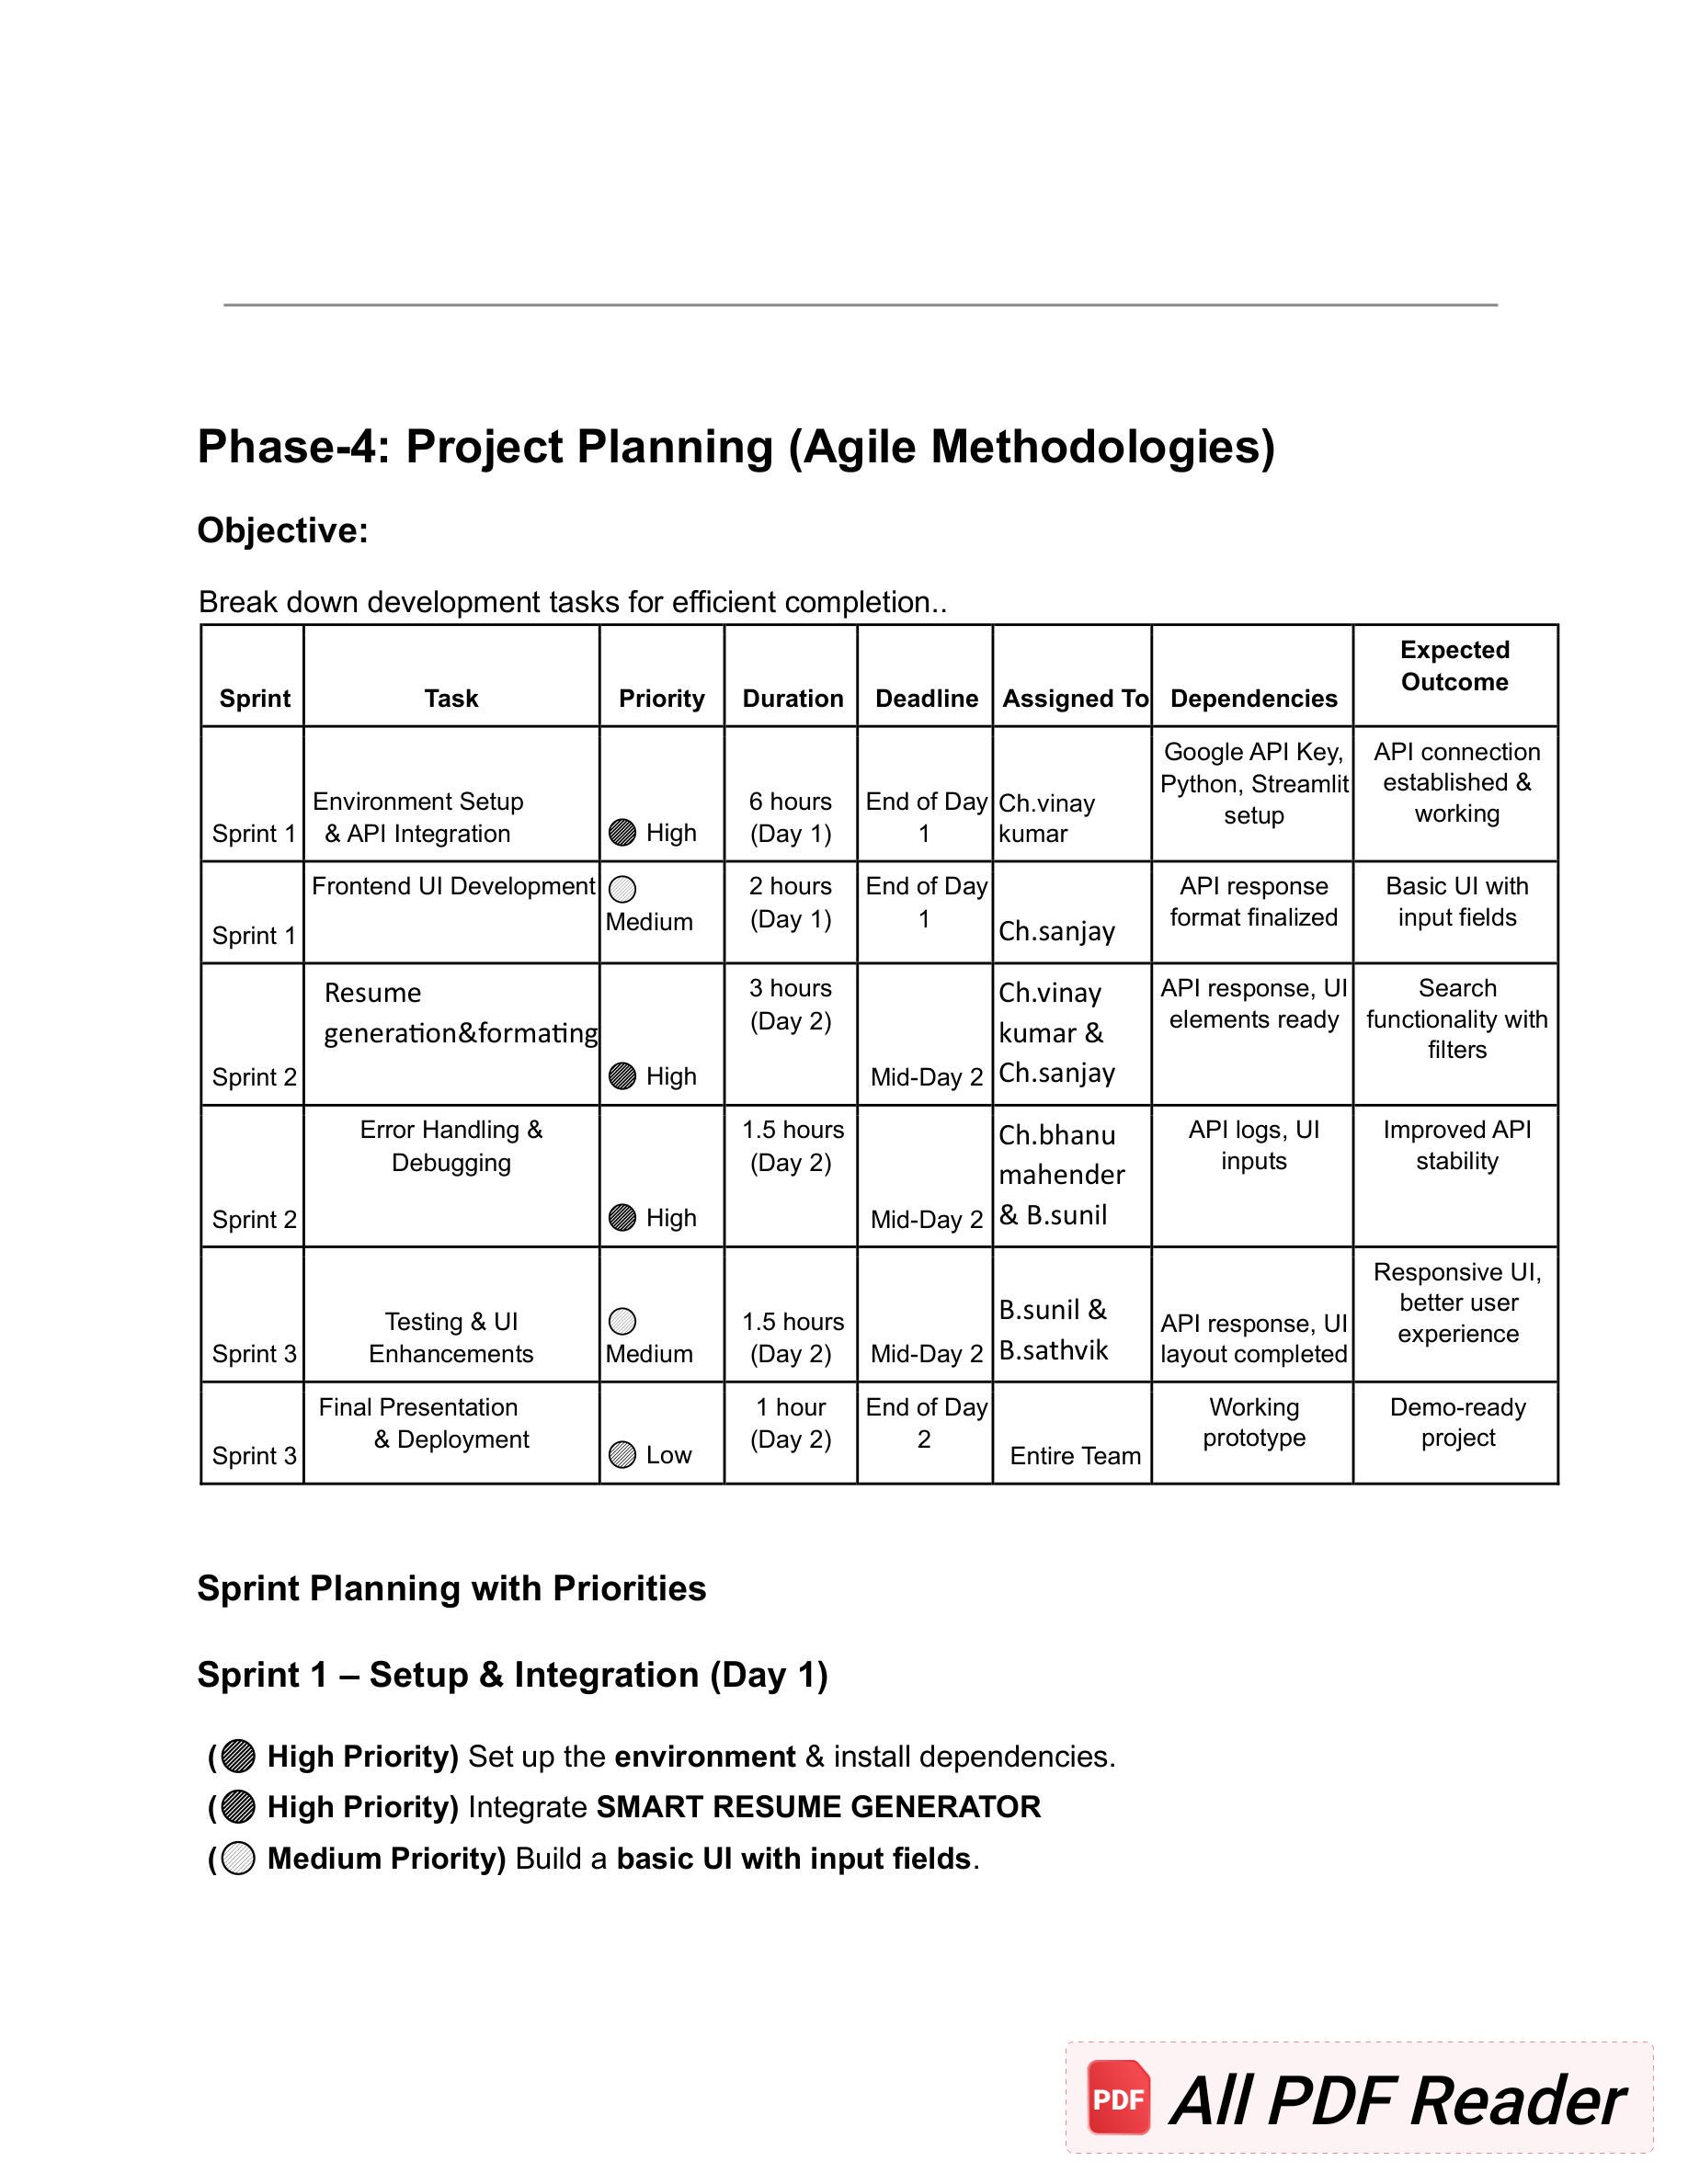 Phase-4: Project Planning (Agile Methodologies)
Objective:
Break down development tasks for efficient completion..
Sprint
Task
Priority
Duration
Deadline
Assigned To
Dependencies
Expected
Outcome
Sprint 1
Environment Setup
& API Integration
High
6 hours
(Day 1)
End of Day
1
Ch.vinay
kumar
Google API Key,
Python, Streamlit
setup
API connection
established &
working
Sprint 1
Frontend UI Development
Medium
2 hours
(Day 1)
End of Day
1
Ch.sanjay
API response
format finalized
Basic UI with
input fields
Sprint 2
Resume
generation&formating
High
3 hours
(Day 2)
Mid-Day 2
Ch.vinay
kumar &
Ch.sanjay
API response, UI
elements ready
Search
functionality with
filters
Sprint 2
Error Handling &
Debugging
High
1.5 hours
(Day 2)
Mid-Day 2
Ch.bhanu
mahender
& B.sunil
API logs, UI
inputs
Improved API
stability
Sprint 3
Testing & UI
Enhancements
Medium
1.5 hours
(Day 2)
Mid-Day 2
B.sunil &
B.sathvik
API response, UI
layout completed
Responsive UI,
better user
experience
Sprint 3
Final Presentation
& Deployment
Low
1 hour
(Day 2)
End of Day
2
Entire Team
Working
prototype
Demo-ready
project
Sprint Planning with Priorities
Sprint 1 – Setup & Integration (Day 1)
( High Priority) Set up the environment & install dependencies.
( High Priority) Integrate SMART RESUME GENERATOR
( Medium Priority) Build a basic UI with input fields.
PDF All PDF Reader